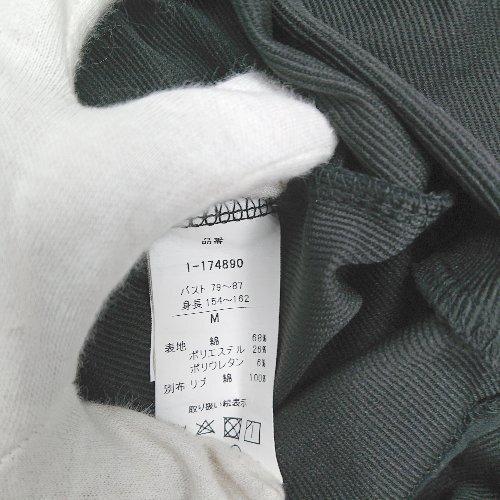 品番
1-174890
バスト 79〜87
身長 154〜162
M
表地 綿 68%
ポリエステル 26%
ポリウレタン 6%
別布 リブ 綿 100%
取り扱い絵表示